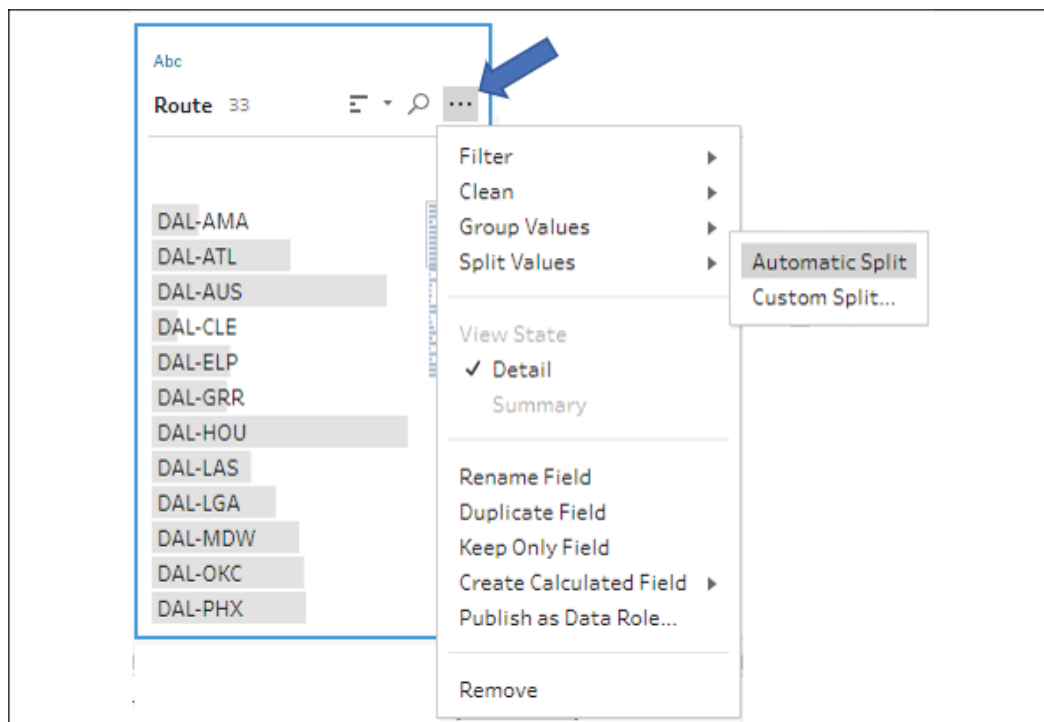 Abc
Route 33
DAL-AMA
DAL-ATL
DAL-AUS
DAL-CLE
DAL-ELP
DAL-GRR
DAL-HOU
DAL-LAS
DAL-LGA
DAL-MDW
DAL-OKC
DAL-PHX
Filter
Clean
Group Values
Split Values
View State
✓ Detail
Summary
Rename Field
Duplicate Field
Keep Only Field
Create Calculated Field
Publish as Data Role...
Remove
Automatic Split
Custom Split...